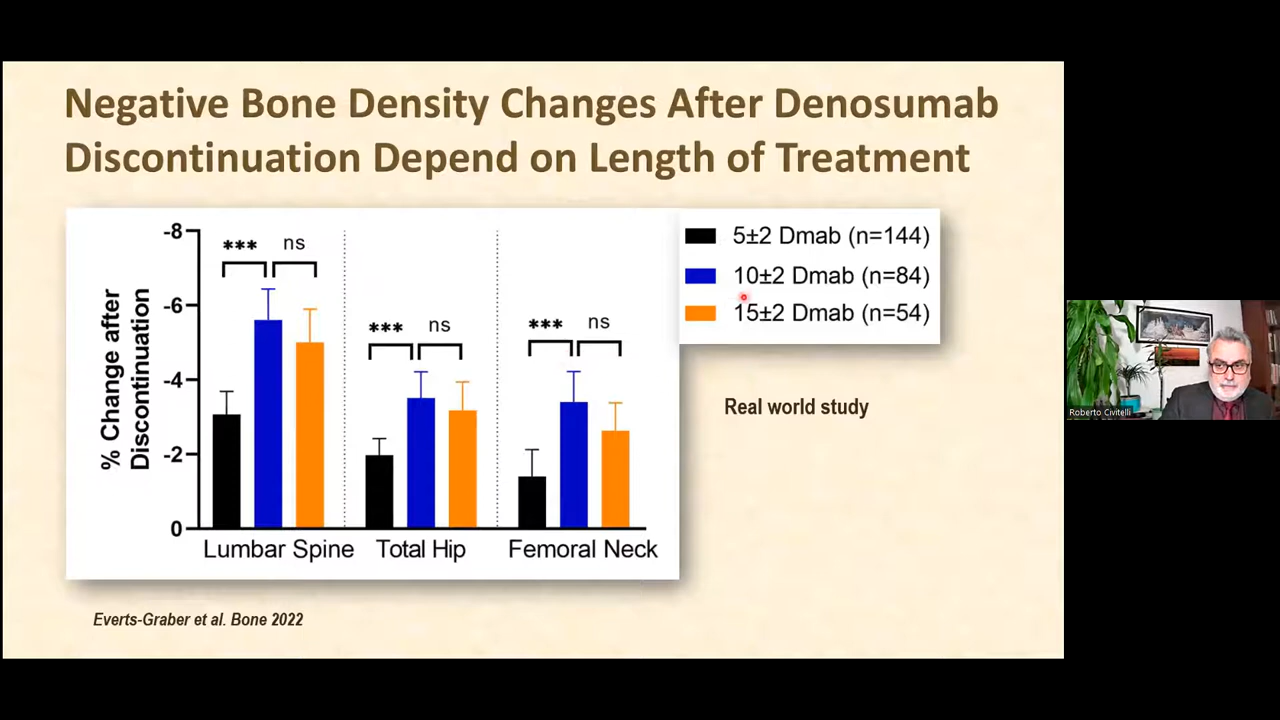 Negative Bone Density Changes After Denosumab
Discontinuation Depend on Length of Treatment
% Change after
Discontinuation
-8
-6
-4
-2
0
*** ns
*** ns
*** ns
Lumbar Spine Total Hip Femoral Neck
5±2 Dmab (n=144)
10±2 Dmab (n=84)
15±2 Dmab (n=54)
Real world study
Everts-Graber et al. Bone 2022
Roberto Civitelli